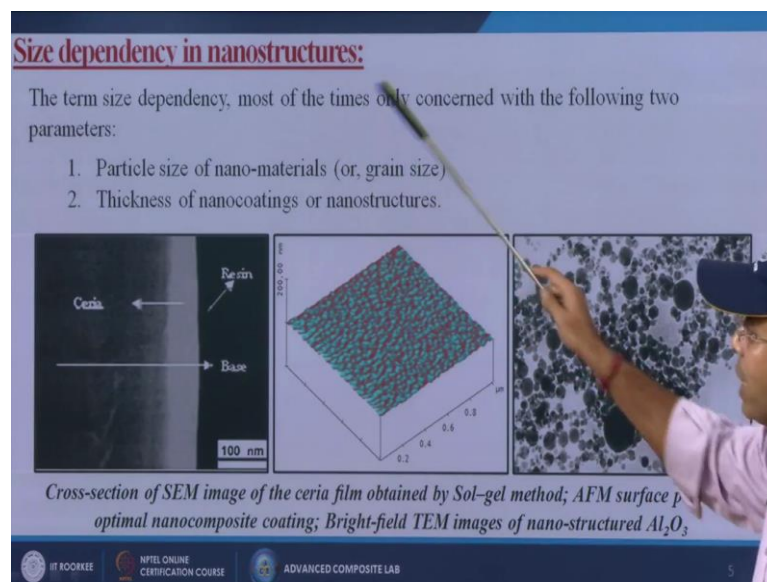 Size dependency in nanostructures:
The term size dependency, most of the times only concerned with the following two
parameters:
1. Particle size of nano-materials (or, grain size)
2. Thickness of nanocoatings or nanostructures.
Ceria
Resin
Base
100 nm
200.00 nm
μm
0.8
0.6
0.4
0.2
Cross-section of SEM image of the ceria film obtained by Sol–gel method; AFM surface p
optimal nanocomposite coating; Bright-field TEM images of nano-structured Al₂O₃
IIT ROORKEE
NPTEL ONLINE
CERTIFICATION COURSE
ADVANCED COMPOSITE LAB
5